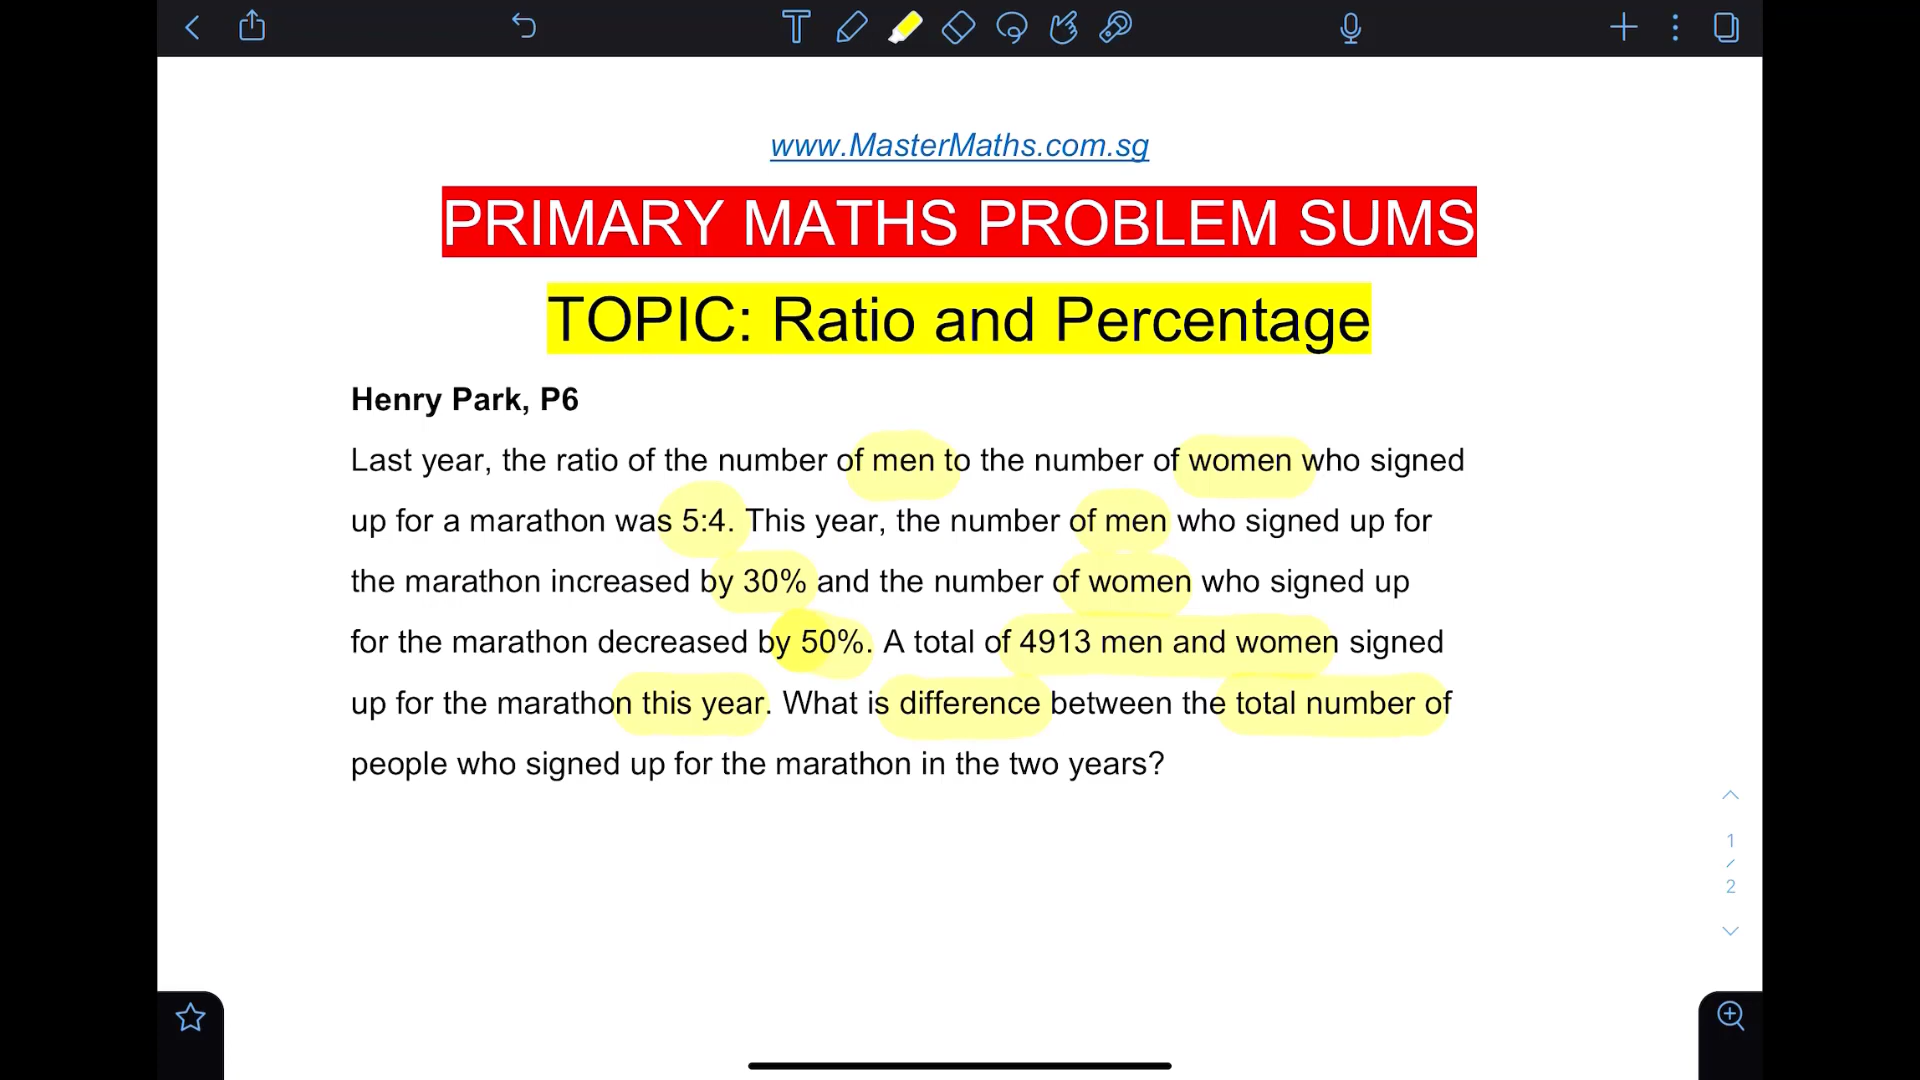 www.MasterMaths.com.sg
PRIMARY MATHS PROBLEM SUMS
TOPIC: Ratio and Percentage
Henry Park, P6
Last year, the ratio of the number of men to the number of women who signed
up for a marathon was 5:4. This year, the number of men who signed up for
the marathon increased by 30% and the number of women who signed up
for the marathon decreased by 50%. A total of 4913 men and women signed
up for the marathon this year. What is difference between the total number of
people who signed up for the marathon in the two years?
1
/
2